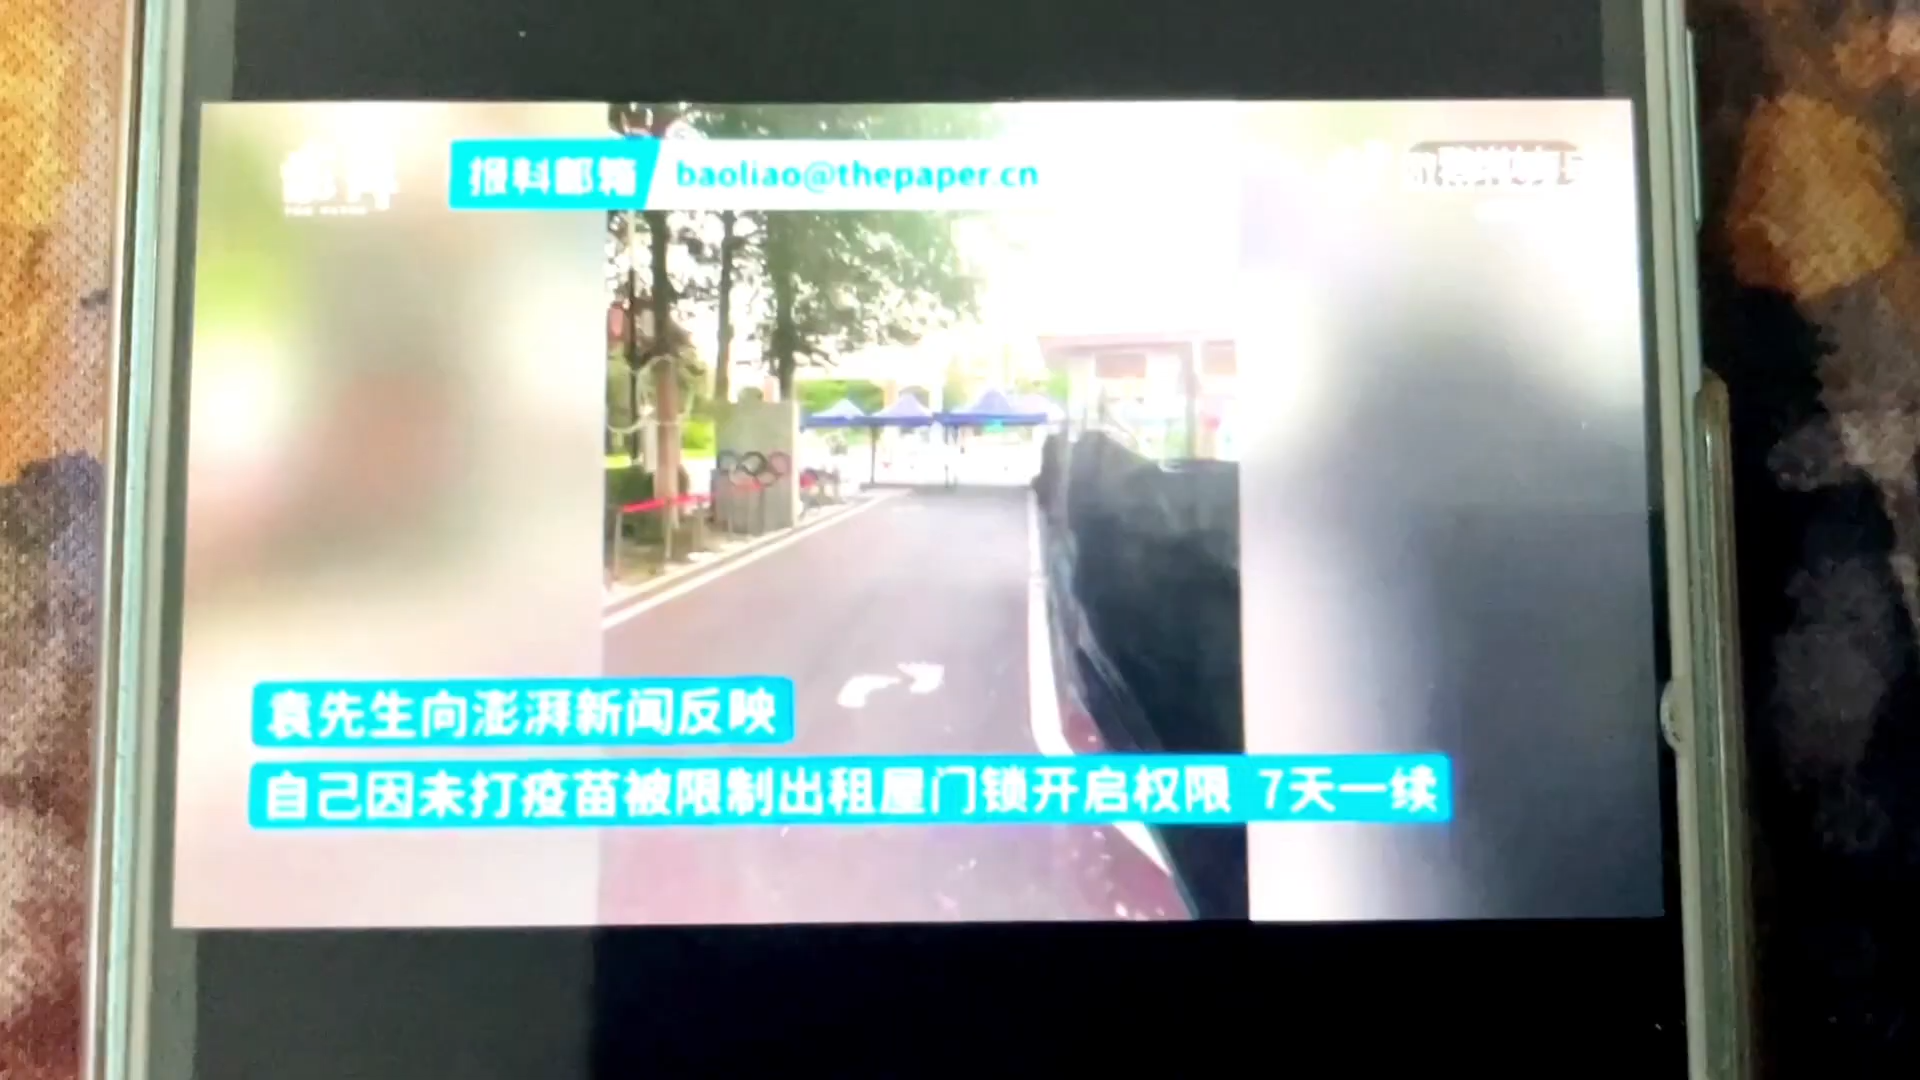 报料邮箱 baoliao@thepaper.cn
袁先生向澎湃新闻反映
自己因未打疫苗被限制出租屋门锁开启权限 7天一续